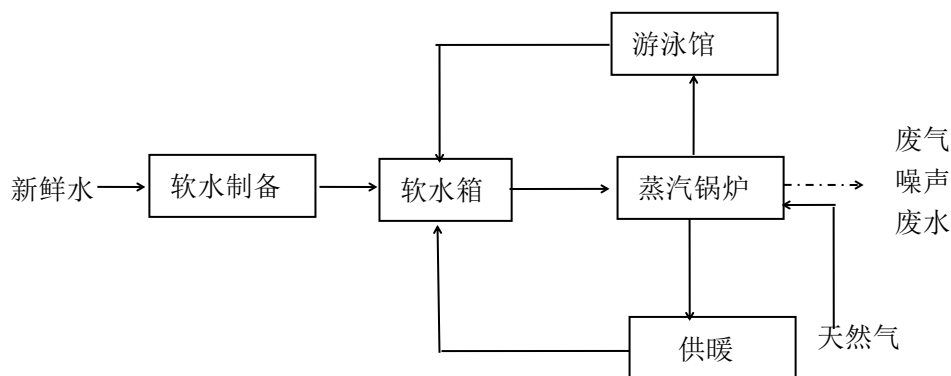 游泳馆
废气
新鲜水
软水制备
软水箱
蒸汽锅炉
噪声
废水
供暖
天然气